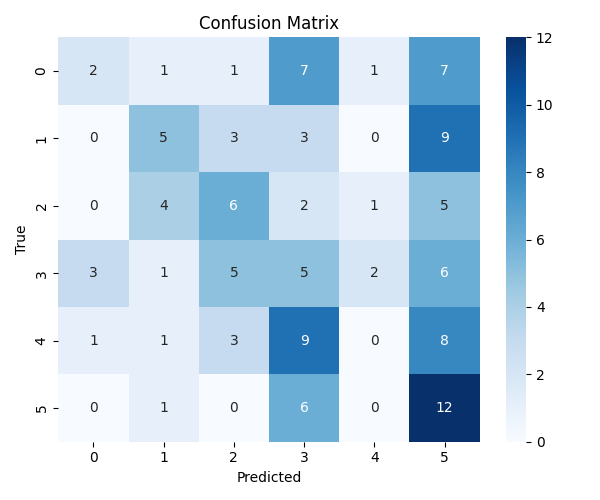 Confusion Matrix
True
0 2 1 1 7 1 7
1 0 5 3 3 0 9
2 0 4 6 2 1 5
3 3 1 5 5 2 6
4 1 1 3 9 0 8
5 0 1 0 6 0 12
0 1 2 3 4 5
Predicted
12
10
8
6
4
2
0